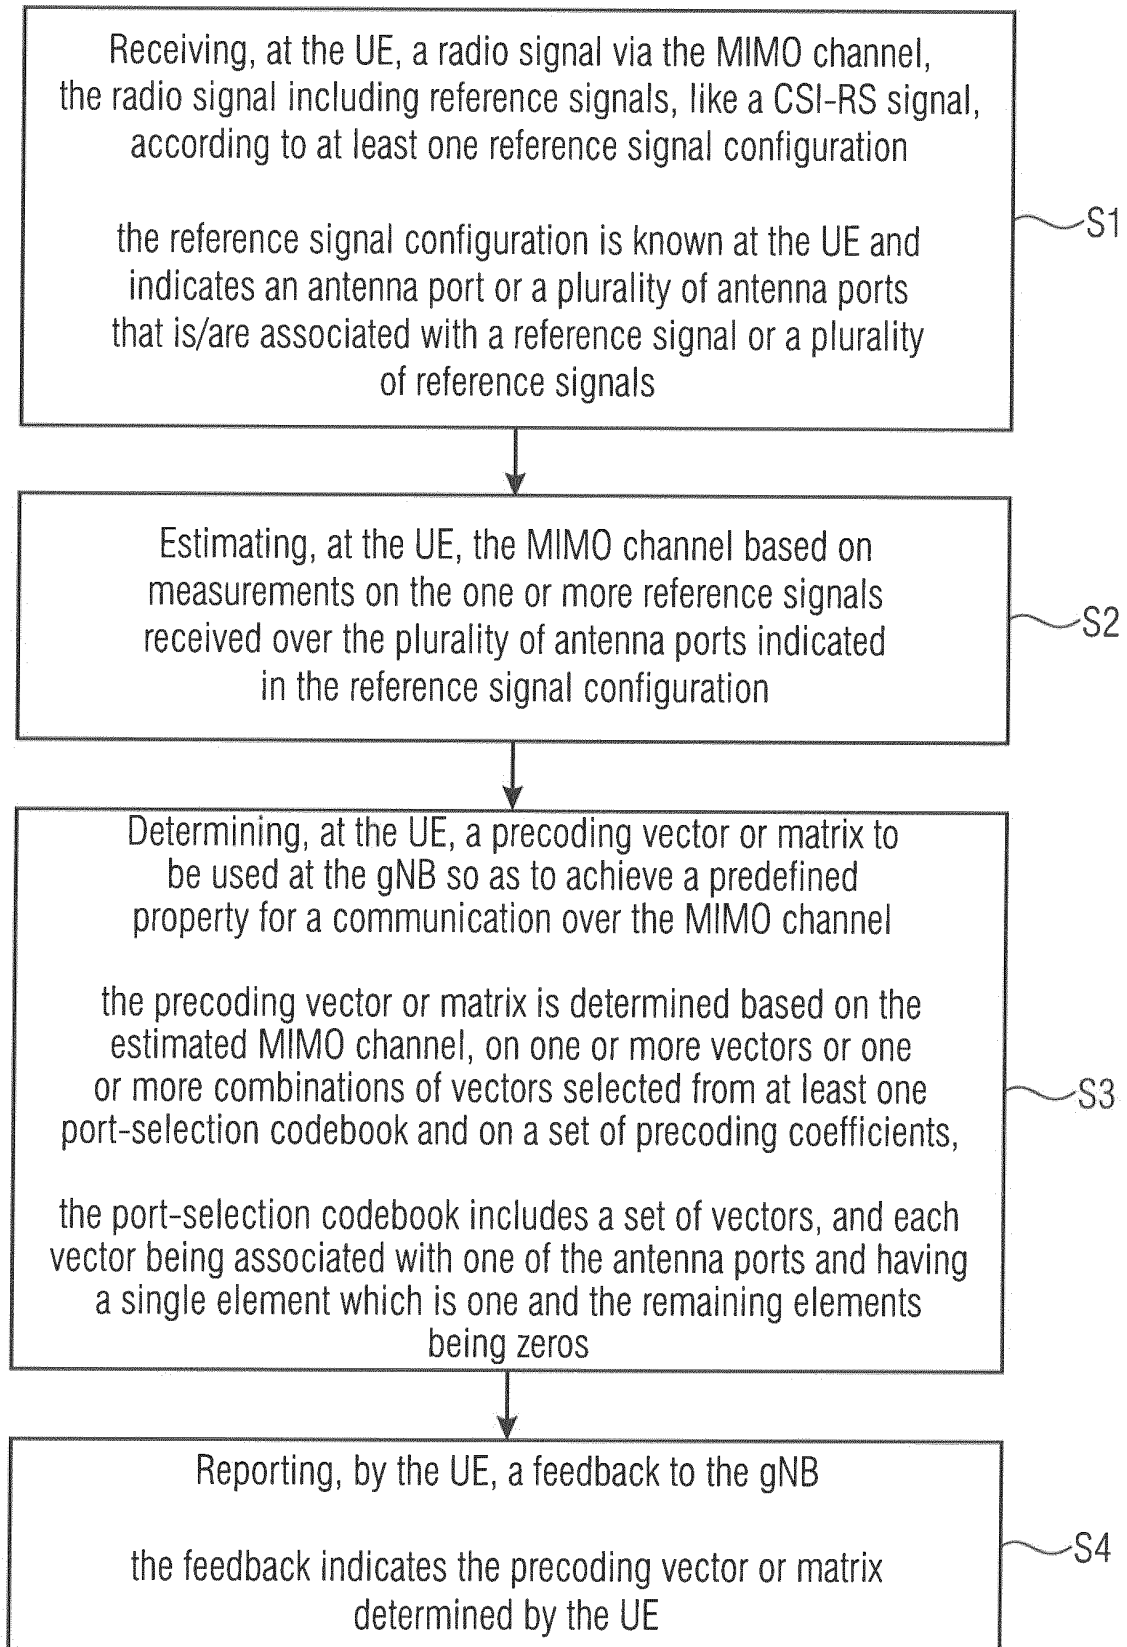 Receiving, at the UE, a radio signal via the MIMO channel,
the radio signal including reference signals, like a CSI-RS signal,
according to at least one reference signal configuration
the reference signal configuration is known at the UE and
indicates an antenna port or a plurality of antenna ports
that is/are associated with a reference signal or a plurality
of reference signals
S1
Estimating, at the UE, the MIMO channel based on
measurements on the one or more reference signals
received over the plurality of antenna ports indicated
in the reference signal configuration
S2
Determining, at the UE, a precoding vector or matrix to
be used at the gNB so as to achieve a predefined
property for a communication over the MIMO channel
the precoding vector or matrix is determined based on the
estimated MIMO channel, on one or more vectors or one
or more combinations of vectors selected from at least one
port-selection codebook and on a set of precoding coefficients,
the port-selection codebook includes a set of vectors, and each
vector being associated with one of the antenna ports and having
a single element which is one and the remaining elements
being zeros
S3
Reporting, by the UE, a feedback to the gNB
the feedback indicates the precoding vector or matrix
determined by the UE
S4